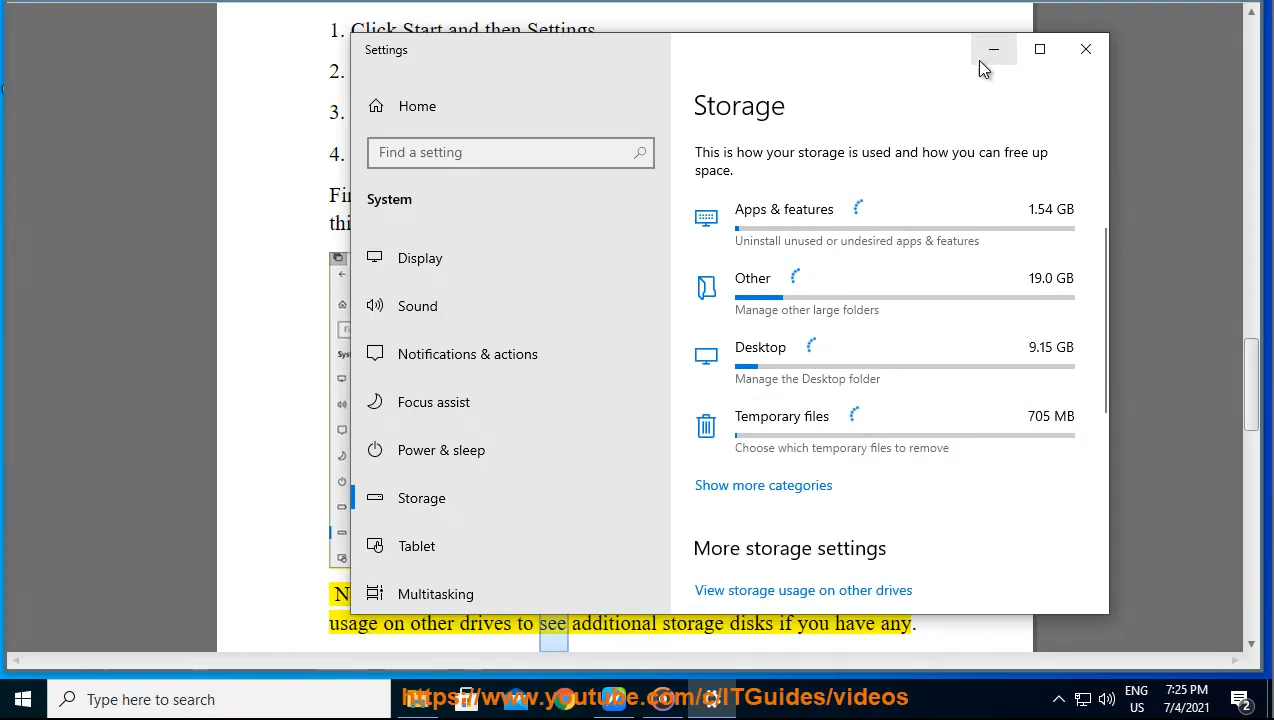 1. Click Start and then Settings
2.
3.
4.
Fir
thi
Settings
Home
Find a setting
System
Display
Sound
Notifications & actions
Focus assist
Power & sleep
Storage
Tablet
Multitasking
Storage
This is how your storage is used and how you can free up
space.
Apps & features 1.54 GB
Uninstall unused or undesired apps & features
Other 19.0 GB
Manage other large folders
Desktop 9.15 GB
Manage the Desktop folder
Temporary files 705 MB
Choose which temporary files to remove
Show more categories
More storage settings
View storage usage on other drives
N
usage on other drives to see additional storage disks if you have any.
Type here to search
https://www.youtube.com/c/ITGuides/videos
ENG
US
7:25 PM
7/4/2021
2